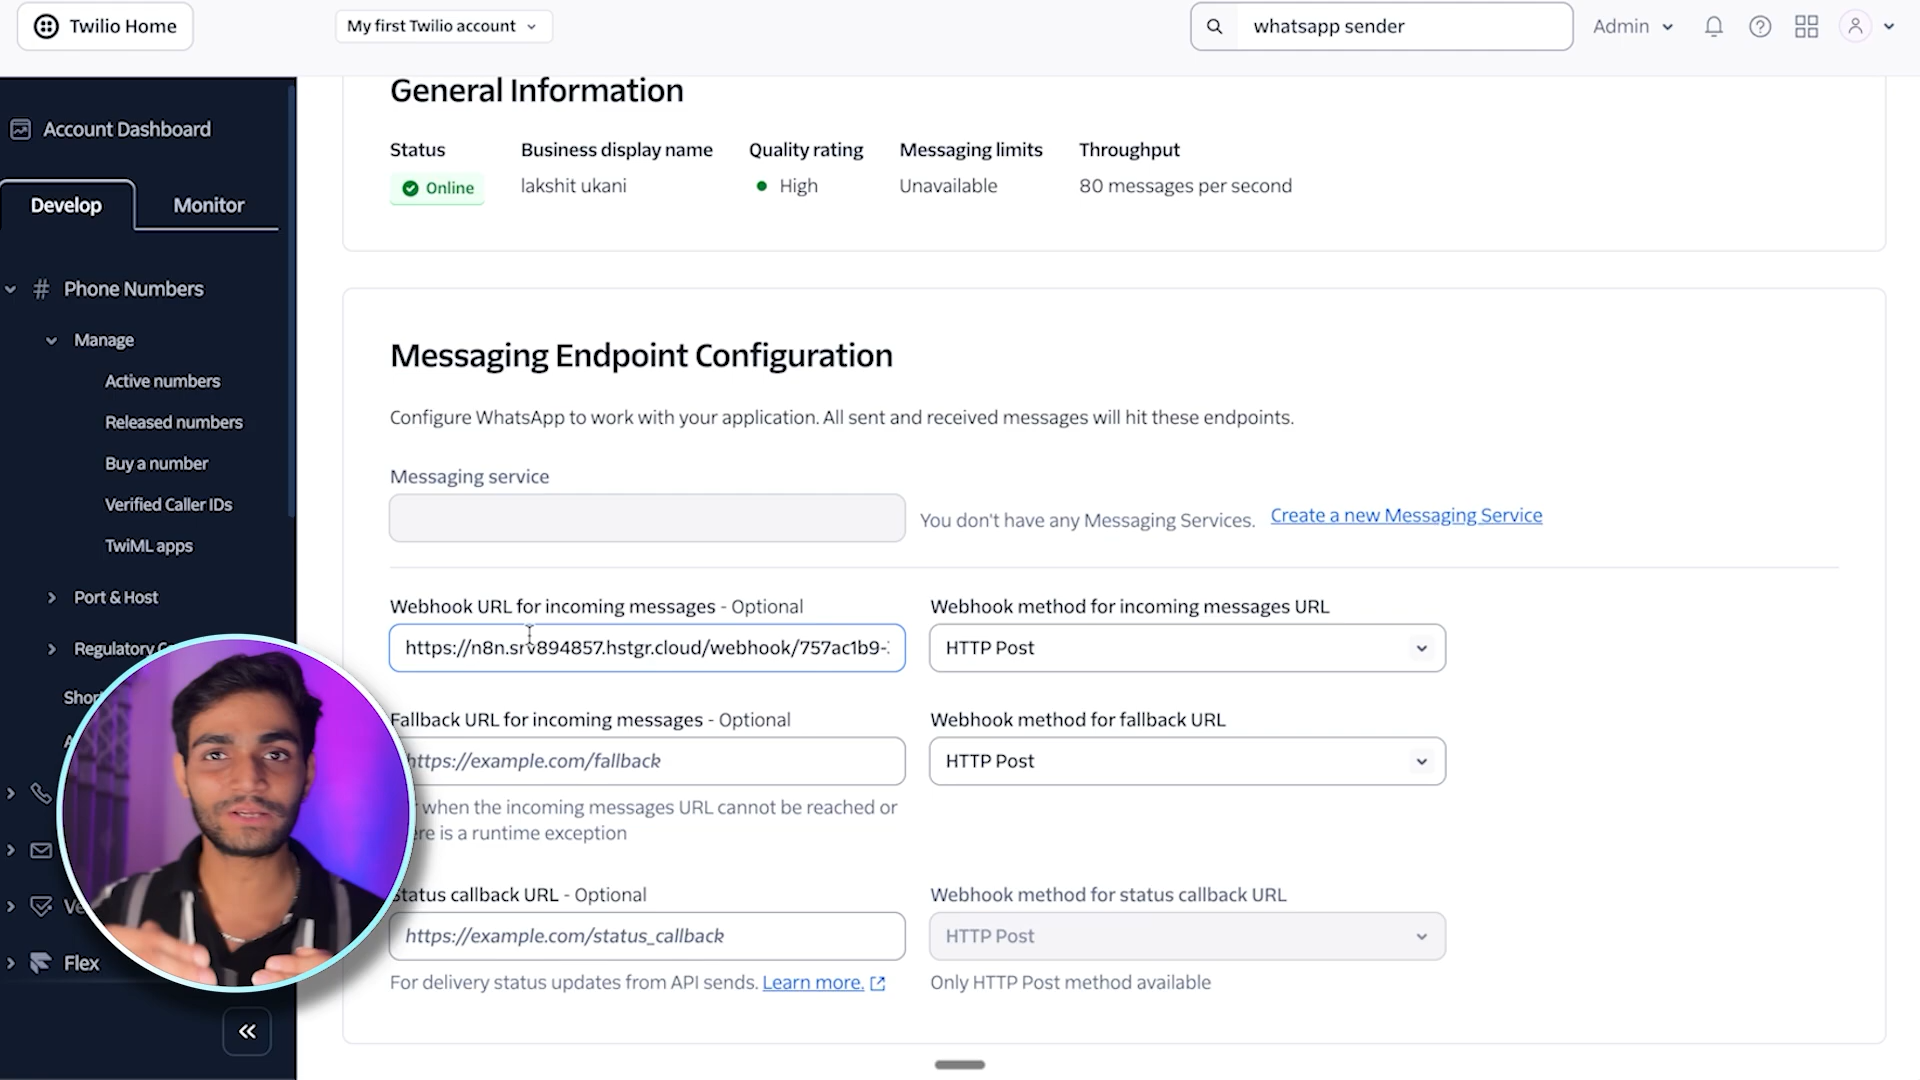 Twilio Home
My first Twilio account
whatsapp sender
Admin
Account Dashboard
Develop
Monitor
Phone Numbers
Manage
Active numbers
Released numbers
Buy a number
Verified Caller IDs
TwiML apps
Port & Host
Regulatory
Flex
General Information
Status
Business display name
Quality rating
Messaging limits
Throughput
Online
lakshit ukani
High
Unavailable
80 messages per second
Messaging Endpoint Configuration
Configure WhatsApp to work with your application. All sent and received messages will hit these endpoints.
Messaging service
You don't have any Messaging Services. Create a new Messaging Service
Webhook URL for incoming messages - Optional
Webhook method for incoming messages URL
https://n8n.srv894857.hstgr.cloud/webhook/757ac1b9-
HTTP Post
Fallback URL for incoming messages - Optional
Webhook method for fallback URL
https://example.com/fallback
HTTP Post
when the incoming messages URL cannot be reached or
is a runtime exception
Status callback URL - Optional
Webhook method for status callback URL
https://example.com/status_callback
HTTP Post
For delivery status updates from API sends. Learn more.
Only HTTP Post method available